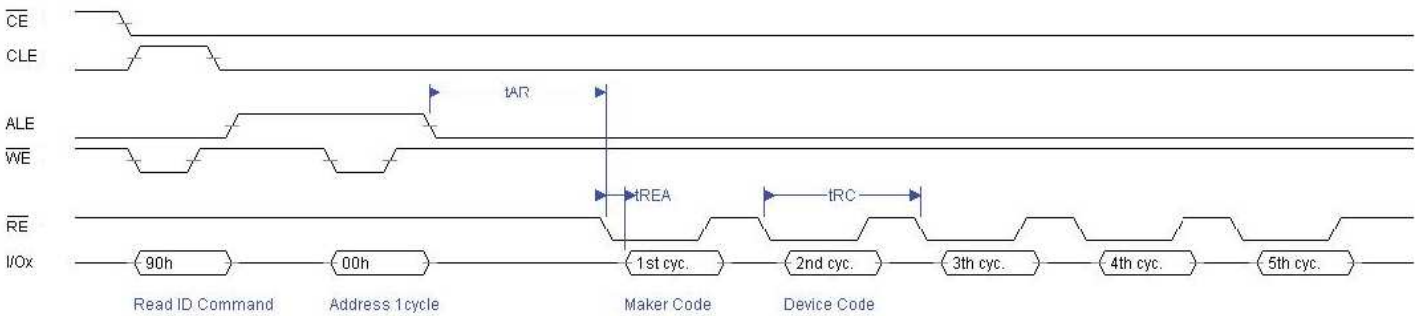 CE
CLE
tAR
ALE
WE
tREA
tRC
RE
I/Ox
90h
00h
1st cyc.
2nd cyc.
3th cyc.
4th cyc.
5th cyc.
Read ID Command
Address 1cycle
Maker Code
Device Code